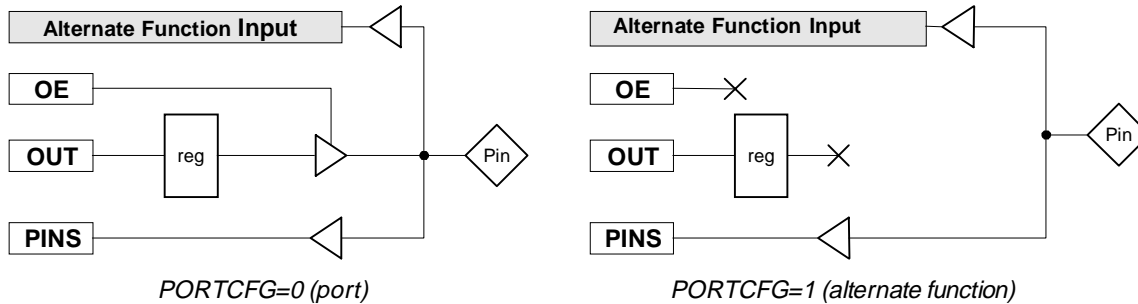 Alternate Function Input
OE
OUT
reg
Pin
PINS
PORTCFG=0 (port)
Alternate Function Input
OE
OUT
reg
Pin
PINS
PORTCFG=1 (alternate function)